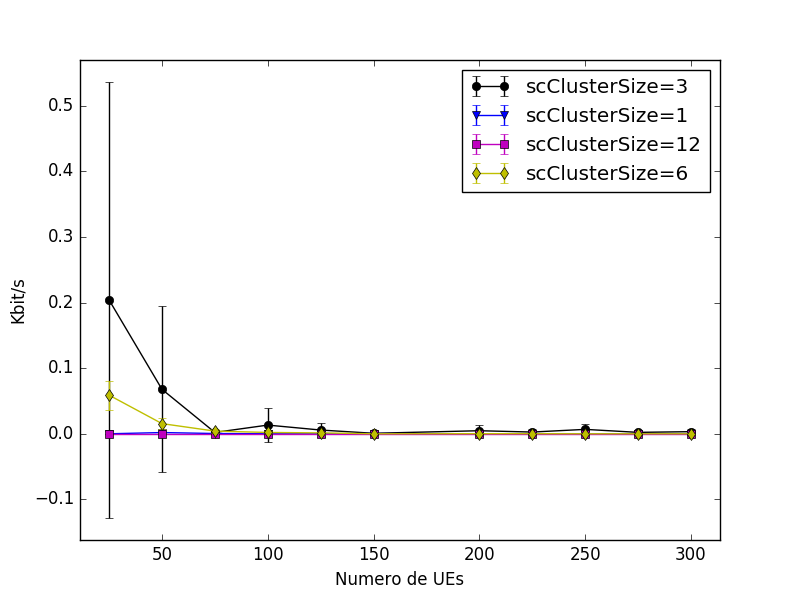 scClusterSize=3
scClusterSize=1
scClusterSize=12
scClusterSize=6
Kbit/s
0.5
0.4
0.3
0.2
0.1
0.0
−0.1
50 100 150 200 250 300
Numero de UEs